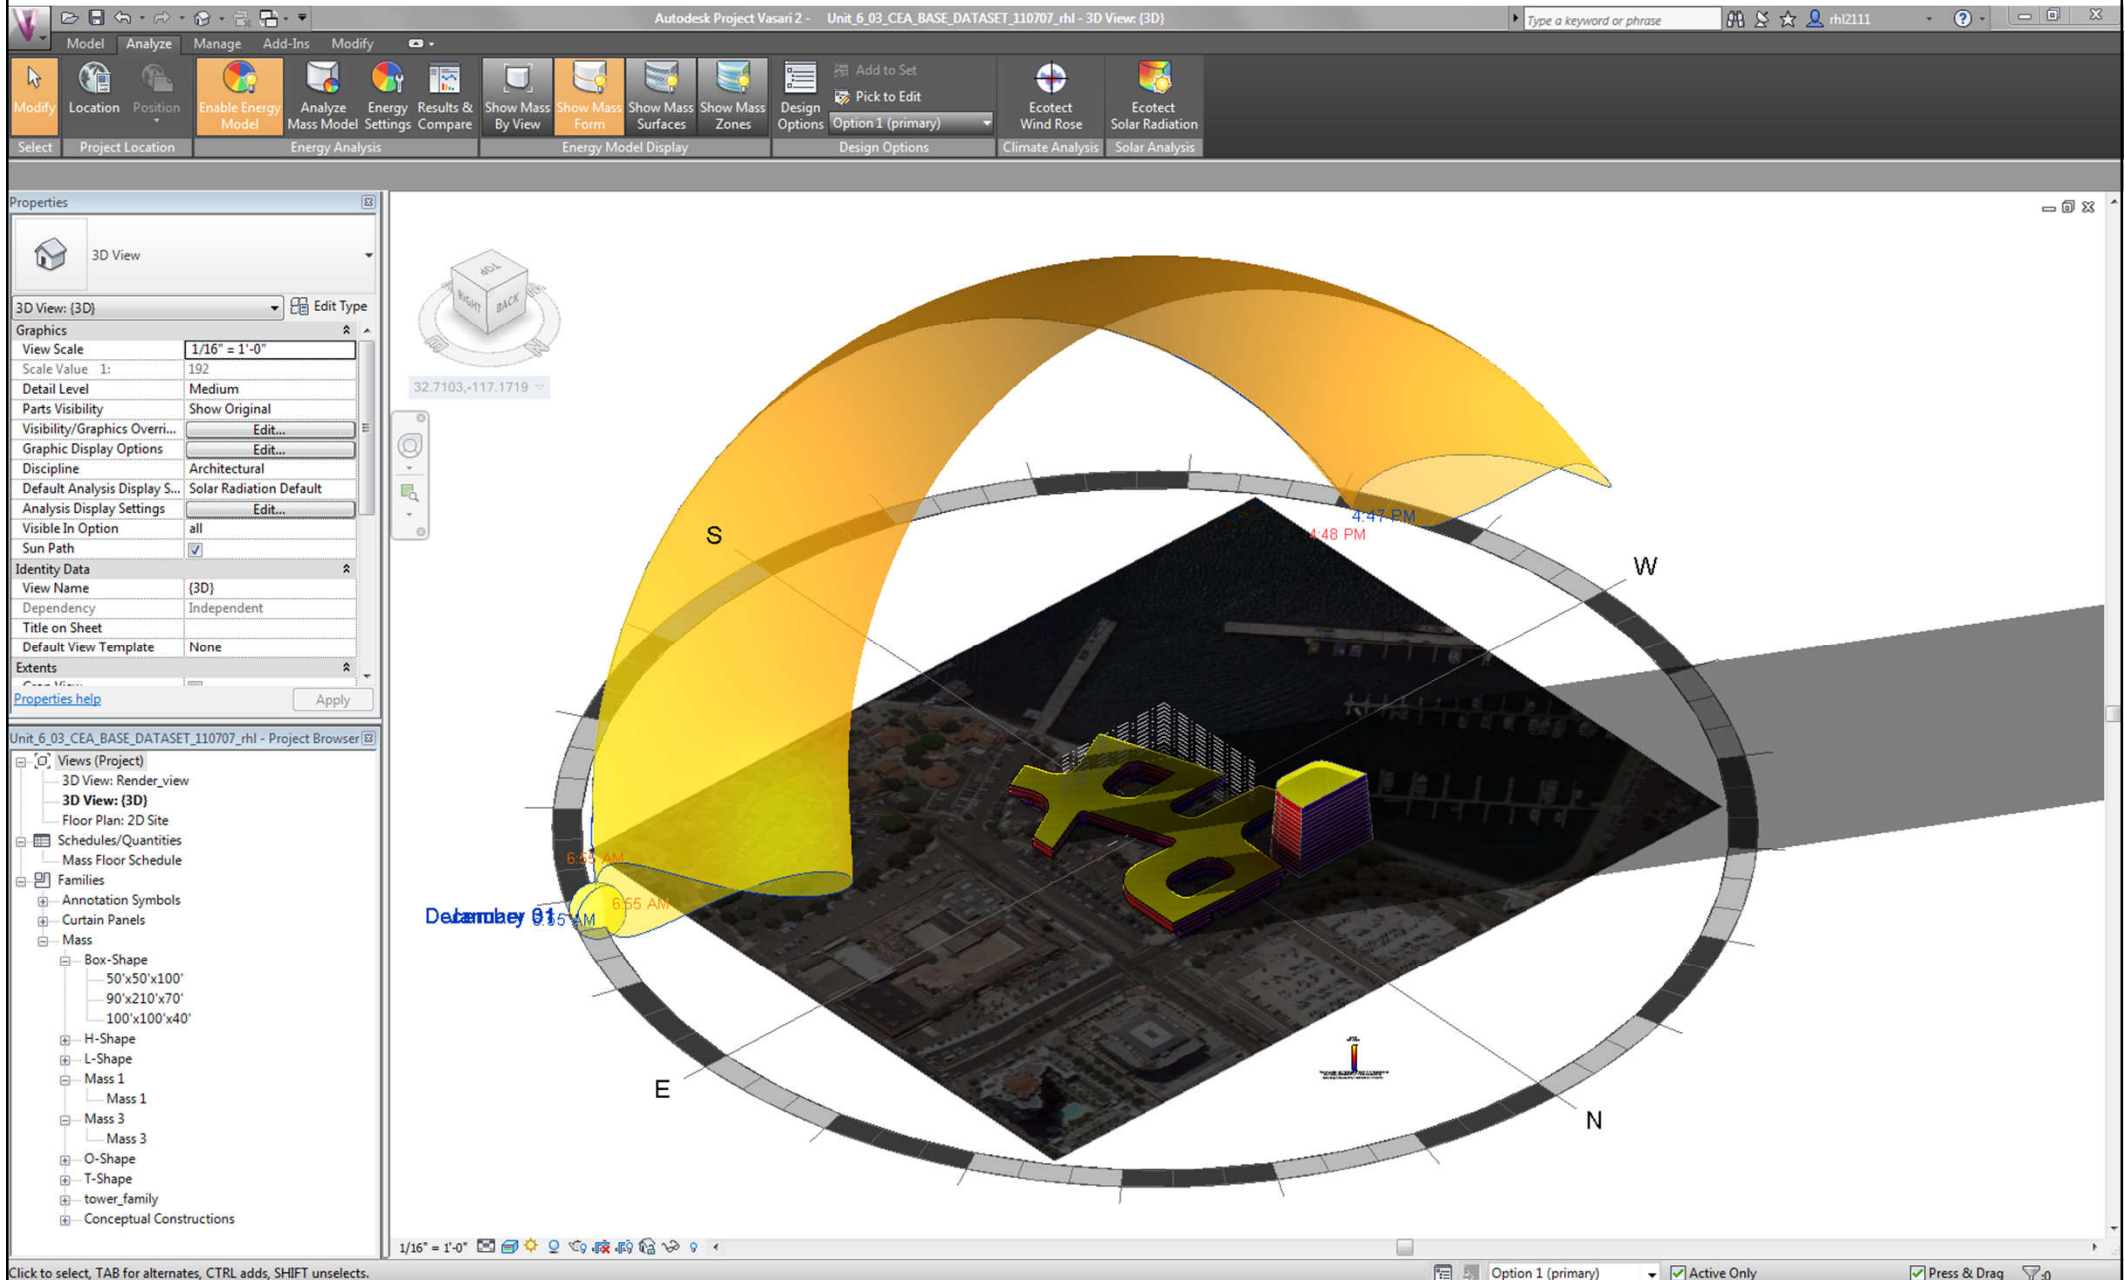 Autodesk Project Vasari 2 - Unit_6_03_CEA_BASE_DATASET_110707_rhl - 3D View: {3D}
Type a keyword or phrase
rhl2111
Model Analyze Manage Add-Ins Modify
Modify
Location
Position
Enable Energy Model
Analyze Mass Model
Energy Settings
Results & Compare
Show Mass By View
Show Mass Form
Show Mass Surfaces
Show Mass Zones
Design Options
Add to Set
Pick to Edit
Option 1 (primary)
Ecotect Wind Rose
Ecotect Solar Radiation
Select Project Location Energy Analysis Energy Model Display Design Options Climate Analysis Solar Analysis
Properties
3D View
3D View: {3D}
Edit Type
Graphics
View Scale 1/16" = 1'-0"
Scale Value 1: 192
Detail Level Medium
Parts Visibility Show Original
Visibility/Graphics Overri... Edit...
Graphic Display Options Edit...
Discipline Architectural
Default Analysis Display S... Solar Radiation Default
Analysis Display Settings Edit...
Visible In Option all
Sun Path
Identity Data
View Name {3D}
Dependency Independent
Title on Sheet
Default View Template None
Extents
Properties help
Apply
Unit_6_03_CEA_BASE_DATASET_110707_rhl - Project Browser
Views (Project)
3D View: Render_view
3D View: {3D}
Floor Plan: 2D Site
Schedules/Quantities
Mass Floor Schedule
Families
Annotation Symbols
Curtain Panels
Mass
Box-Shape
50'x50'x100'
90'x210'x70'
100'x100'x40'
H-Shape
L-Shape
Mass 1
Mass 1
Mass 3
Mass 3
O-Shape
T-Shape
tower_family
Conceptual Constructions
TOP
RIGHT
BACK
32.7103,-117.1719
S
W
4:47 PM
4:48 PM
6:55 AM
6:55 AM
E
N
1/16" = 1'-0"
Click to select, TAB for alternates, CTRL adds, SHIFT unselects.
Option 1 (primary)
Active Only
Press & Drag
:0